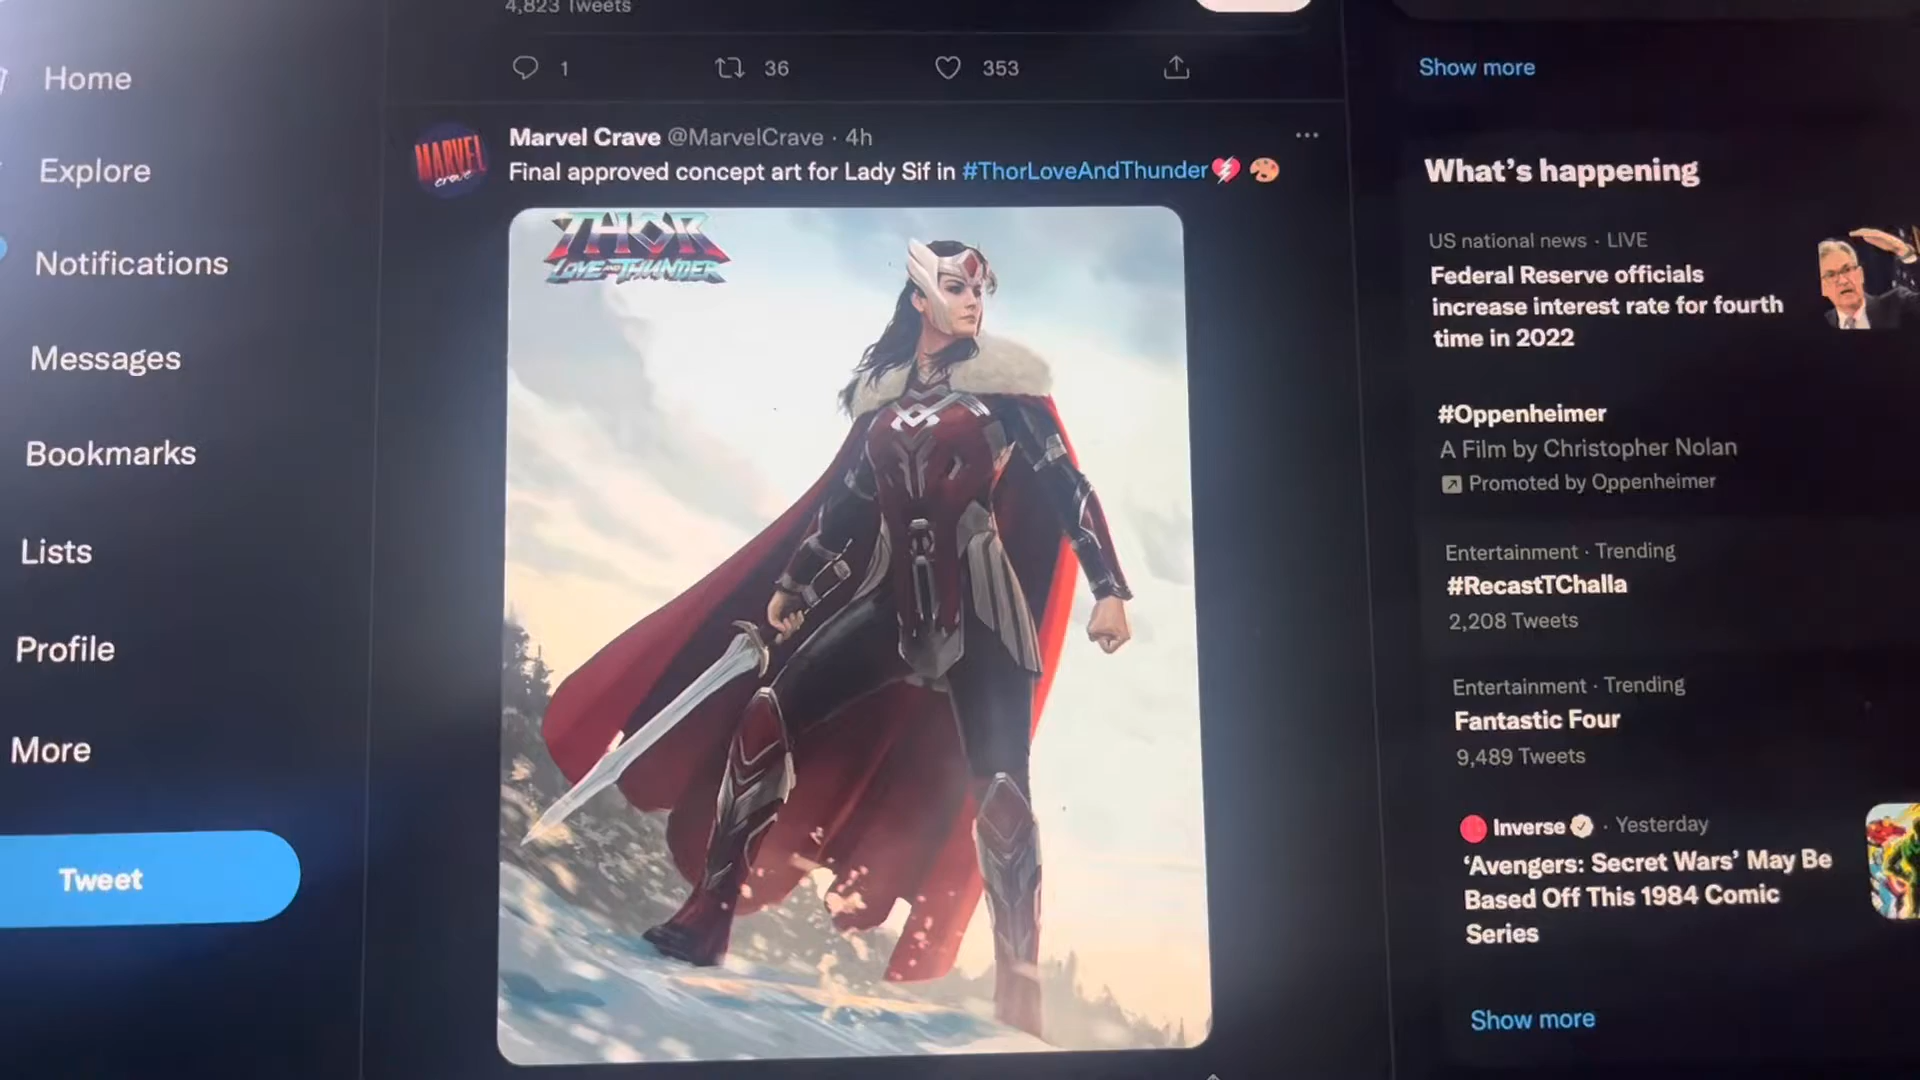 4,823 Tweets
1
36
353
Home
Explore
Notifications
Messages
Bookmarks
Lists
Profile
More
Tweet
MARVEL
crave
Marvel Crave @MarvelCrave · 4h
Final approved concept art for Lady Sif in #ThorLoveAndThunder
THOR
LOVE AND THUNDER
Show more
What's happening
US national news · LIVE
Federal Reserve officials
increase interest rate for fourth
time in 2022
#Oppenheimer
A Film by Christopher Nolan
Promoted by Oppenheimer
Entertainment · Trending
#RecastTChalla
2,208 Tweets
Entertainment · Trending
Fantastic Four
9,489 Tweets
Inverse · Yesterday
‘Avengers: Secret Wars’ May Be
Based Off This 1984 Comic
Series
Show more